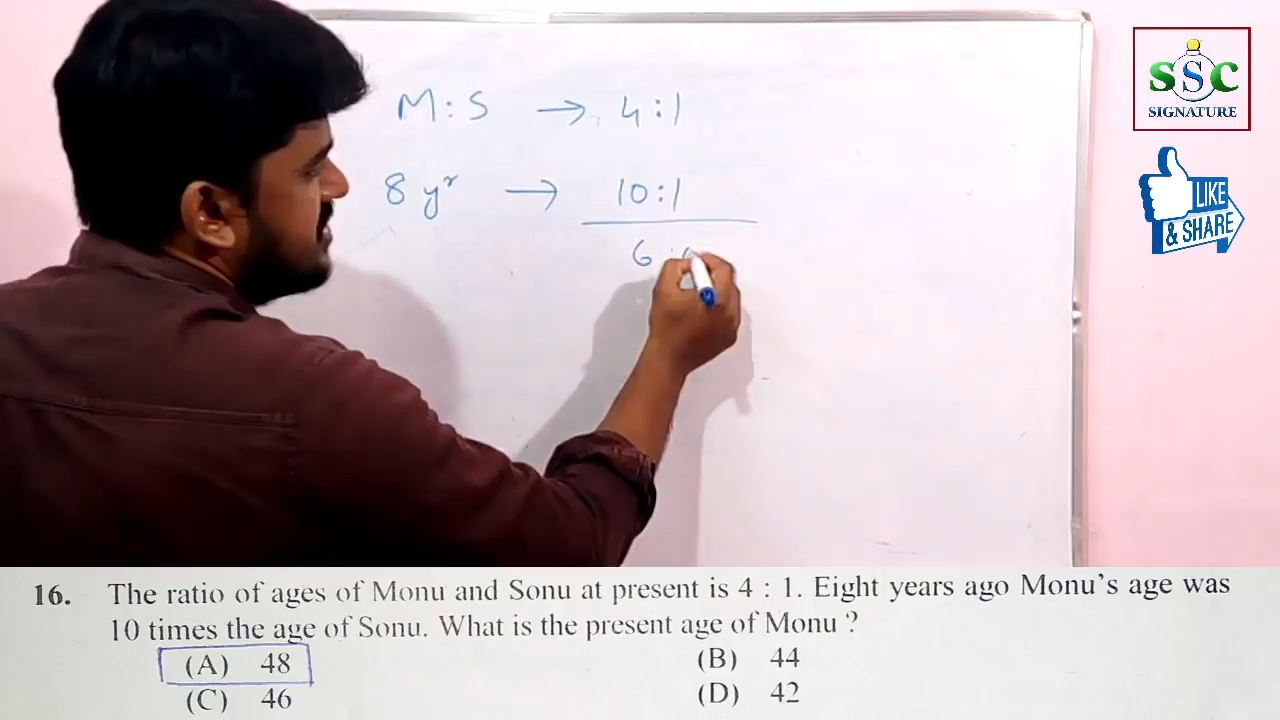 M : S → 4 : 1
8 yr → 10 : 1
6 :
SSC
SIGNATURE
LIKE
& SHARE
16. The ratio of ages of Monu and Sonu at present is 4 : 1. Eight years ago Monu's age was
10 times the age of Sonu. What is the present age of Monu ?
(A) 48 (B) 44
(C) 46 (D) 42